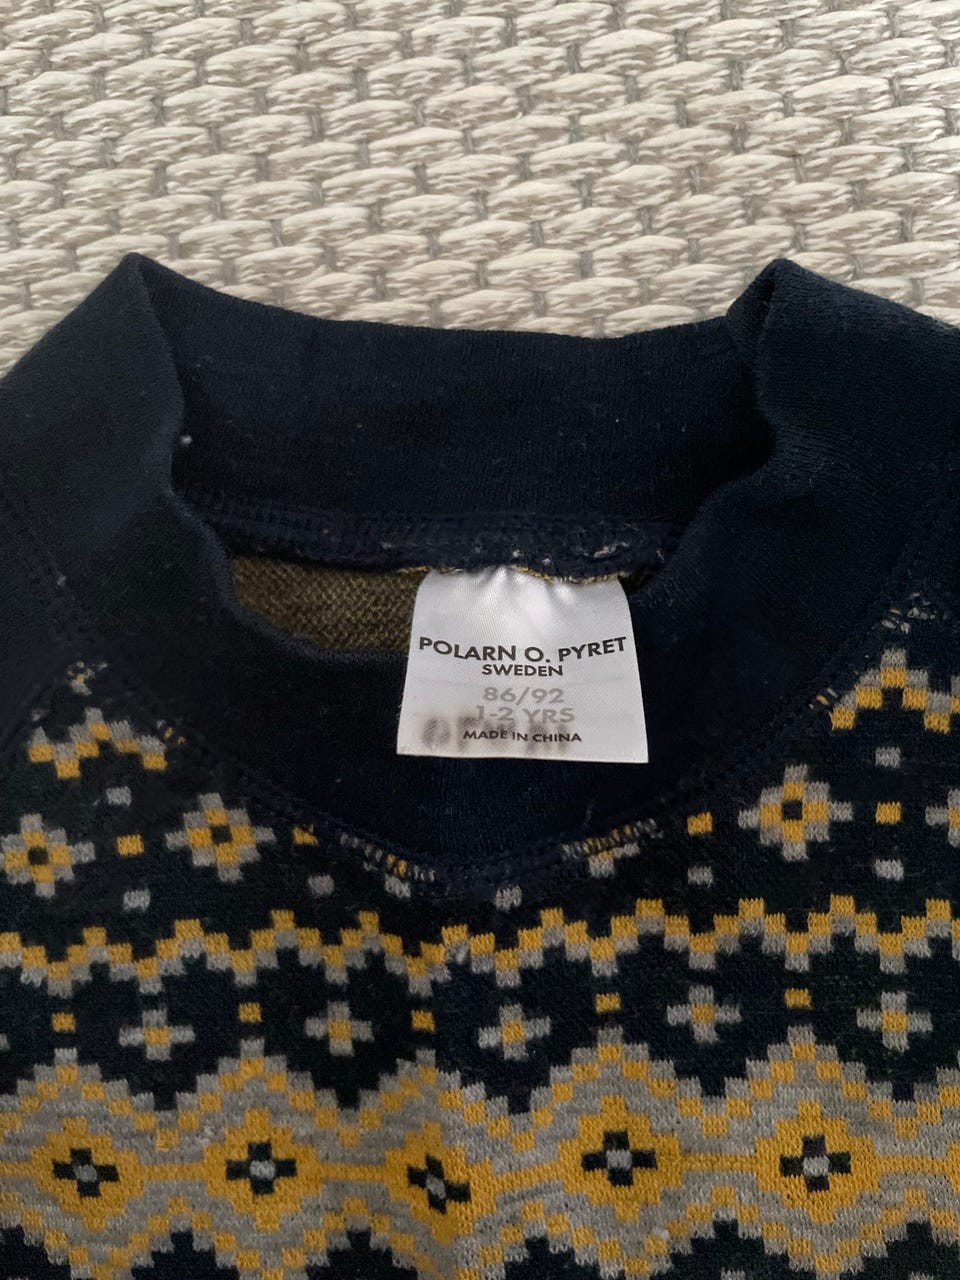 POLARN O. PYRET
SWEDEN
86/92
1-2 YRS
MADE IN CHINA